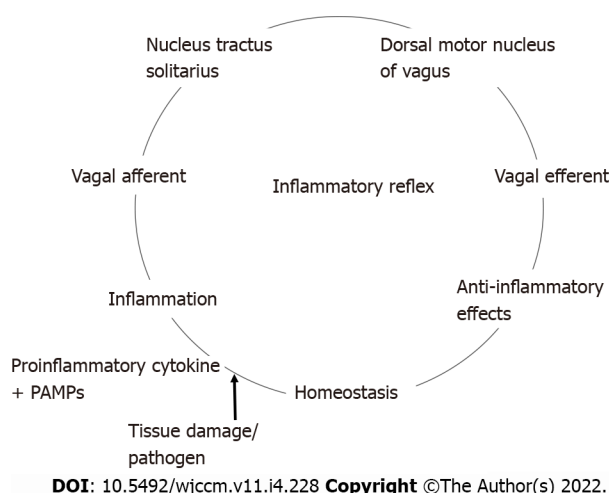 Nucleus tractus
solitarius
Dorsal motor nucleus
of vagus
Vagal afferent
Inflammatory reflex
Vagal efferent
Inflammation
Anti-inflammatory
effects
Proinflammatory cytokine
+ PAMPs
Homeostasis
Tissue damage/
pathogen
DOI: 10.5492/wjccm.v11.i4.228 Copyright ©The Author(s) 2022.